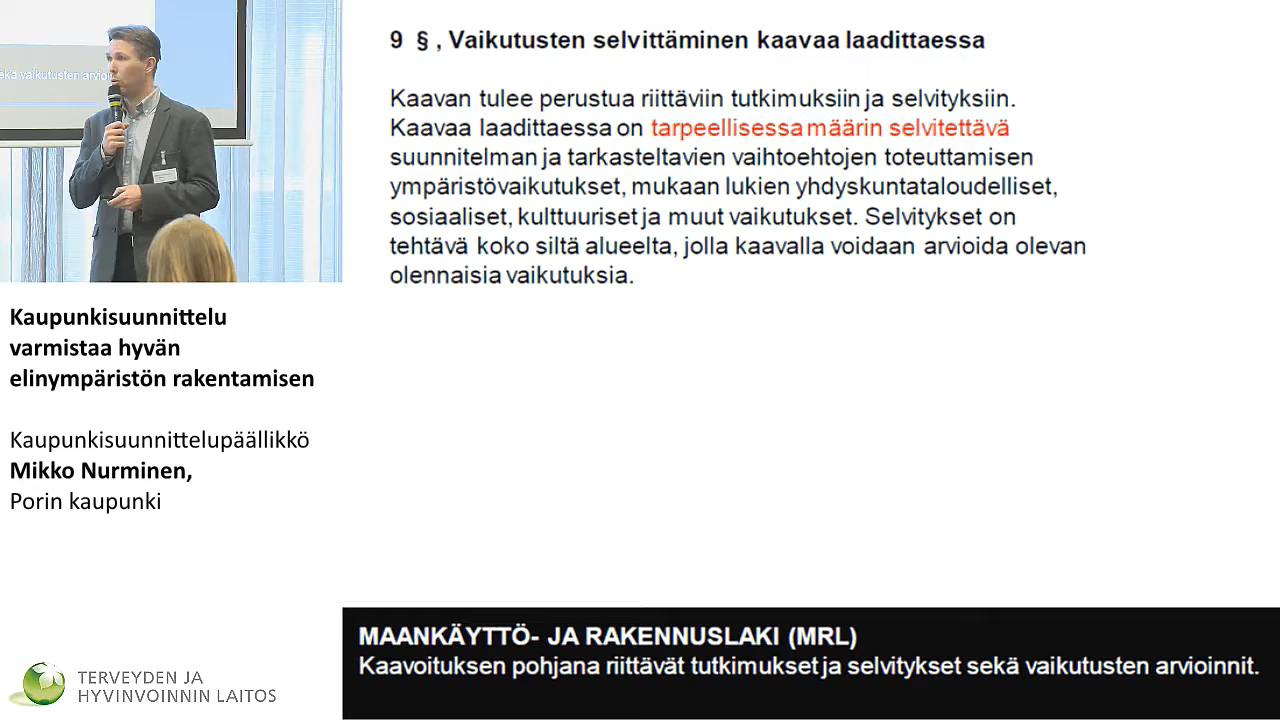 ekä vaikutusten arvioi
9 § , Vaikutusten selvittäminen kaavaa laadittaessa
Kaavan tulee perustua riittäviin tutkimuksiin ja selvityksiin.
Kaavaa laadittaessa on tarpeellisessa määrin selvitettävä
suunnitelman ja tarkasteltavien vaihtoehtojen toteuttamisen
ympäristövaikutukset, mukaan lukien yhdyskuntataloudelliset,
sosiaaliset, kulttuuriset ja muut vaikutukset. Selvitykset on
tehtävä koko siltä alueelta, jolla kaavalla voidaan arvioida olevan
olennaisia vaikutuksia.
Kaupunkisuunnittelu
varmistaa hyvän
elinympäristön rakentamisen
Kaupunkisuunnittelupäällikkö
Mikko Nurminen,
Porin kaupunki
TERVEYDEN JA
HYVINVOINNIN LAITOS
MAANKÄYTTÖ- JA RAKENNUSLAKI (MRL)
Kaavoituksen pohjana riittävät tutkimukset ja selvitykset sekä vaikutusten arvioinnit.